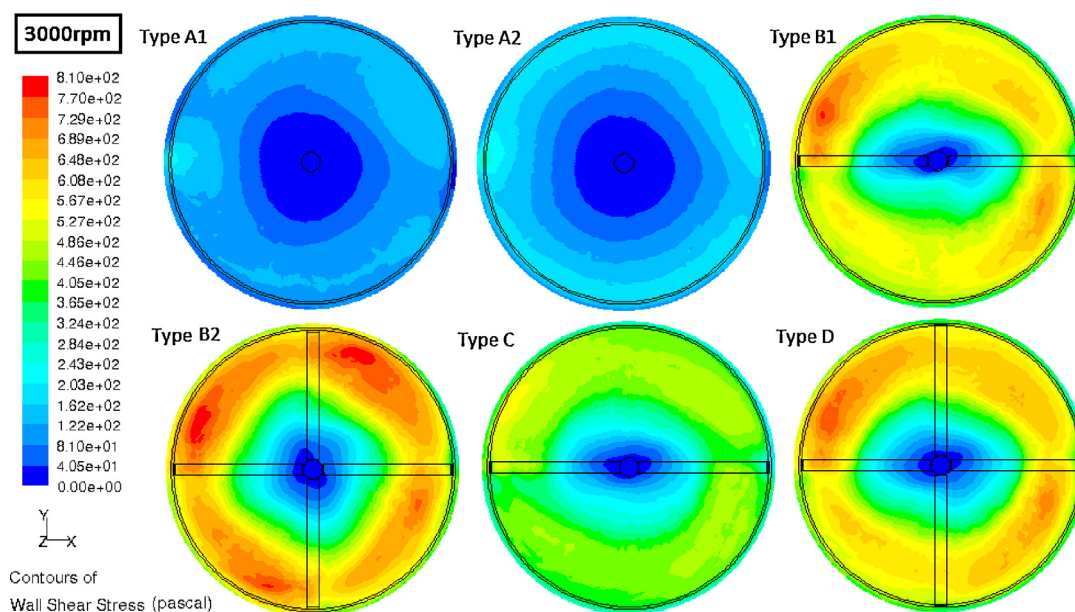 3000rpm
Type A1
Type A2
Type B1
8.10e+02
7.70e+02
7.29e+02
6.89e+02
6.48e+02
6.08e+02
5.67e+02
5.27e+02
4.86e+02
4.46e+02
4.05e+02
3.65e+02
3.24e+02
2.84e+02
2.43e+02
2.03e+02
1.62e+02
1.22e+02
8.10e+01
4.05e+01
0.00e+00
Type B2
Type C
Type D
Y
Z X
Contours of
Wall Shear Stress (pascal)